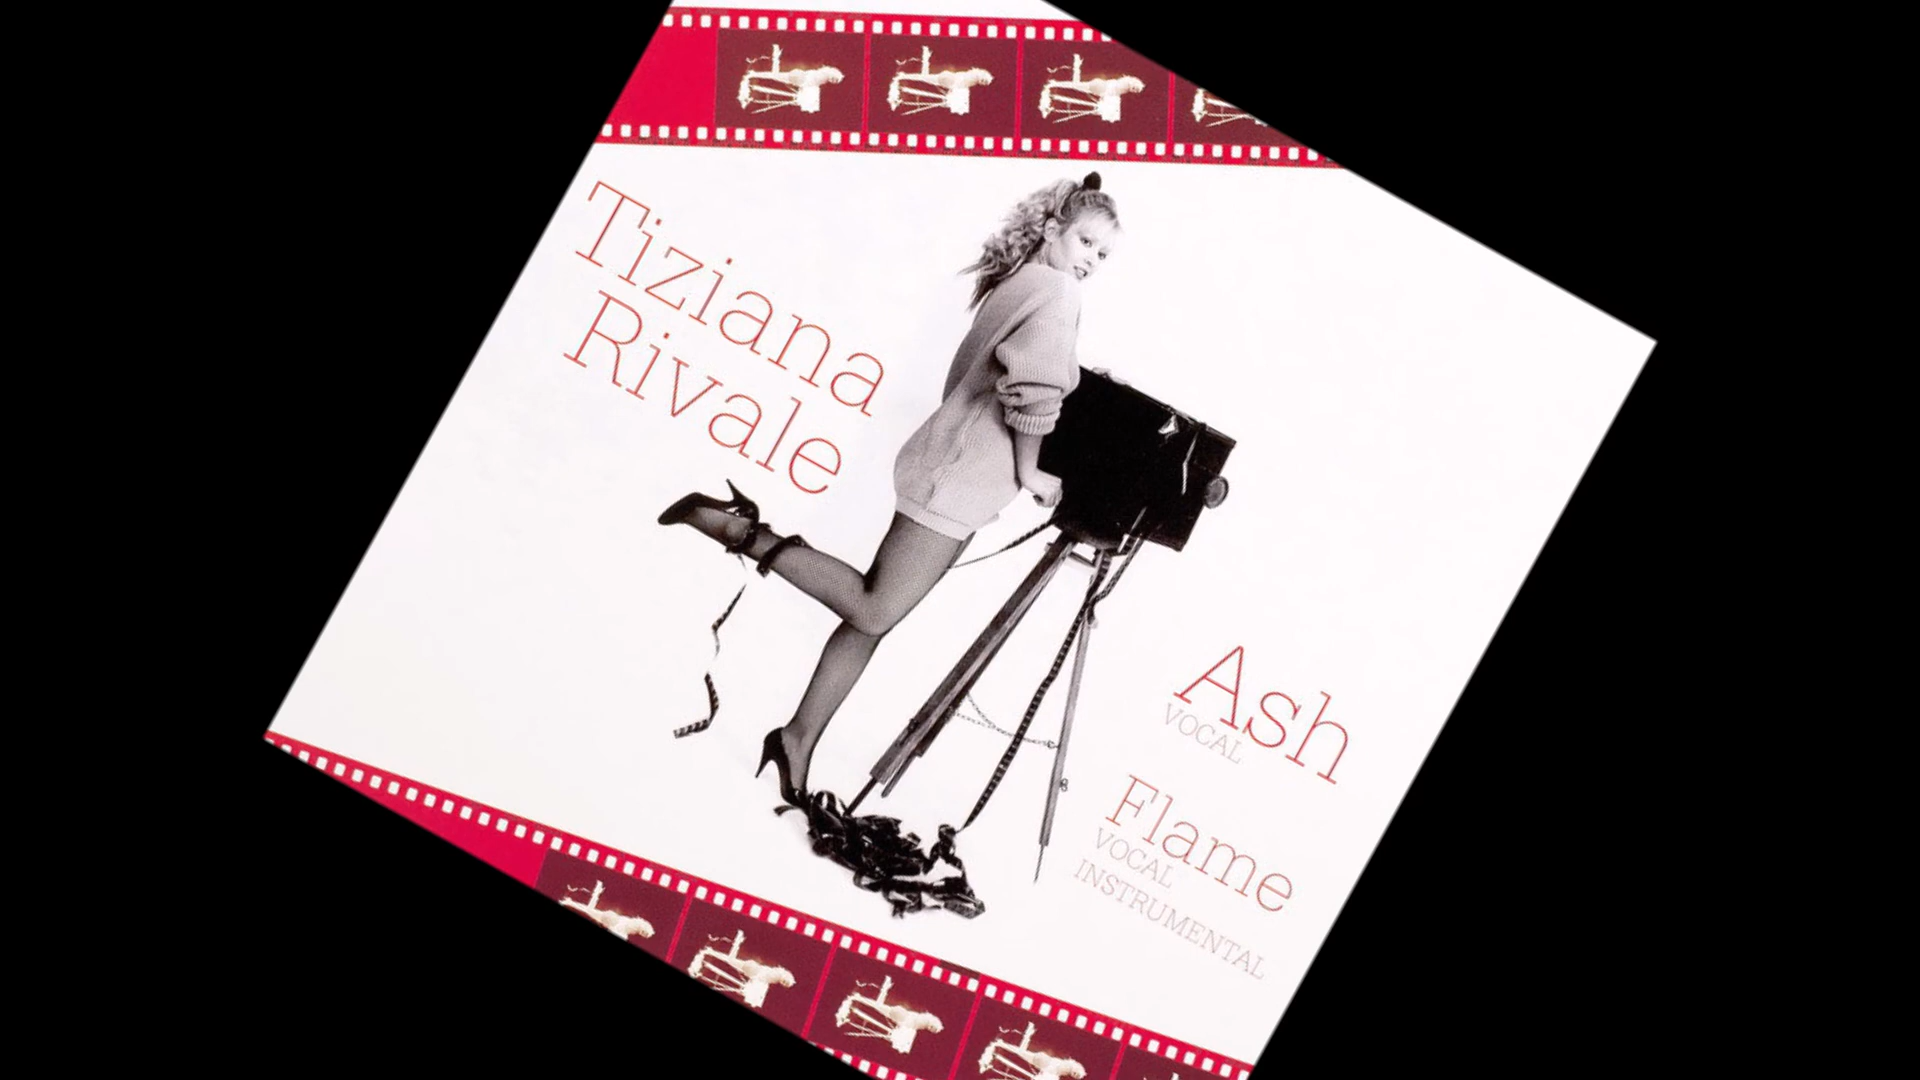 Tiziana
Rivale
Ash
VOCAL
Flame
VOCAL
INSTRUMENTAL